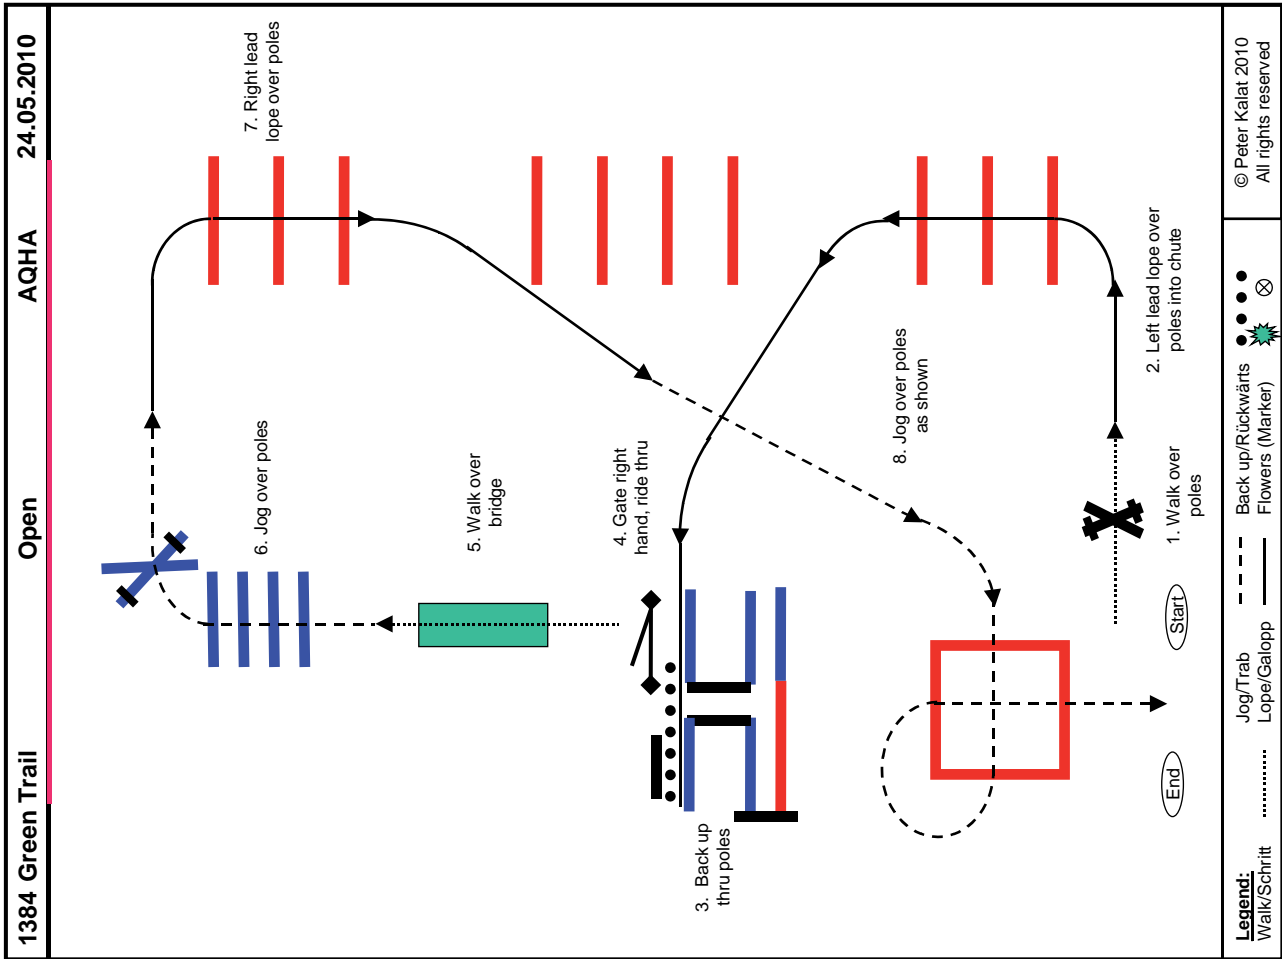 1384 Green Trail Open AQHA 24.05.2010
7. Right lead
lope over poles
6. Jog over poles
5. Walk over
bridge
4. Gate right
hand, ride thru
3. Back up
thru poles
8. Jog over poles
as shown
2. Left lead lope over
poles into chute
1. Walk over
poles
Start
End
Legend:
Walk/Schritt
Jog/Trab
Lope/Galopp
Back up/Rückwärts
Flowers (Marker)
© Peter Kalat 2010
All rights reserved